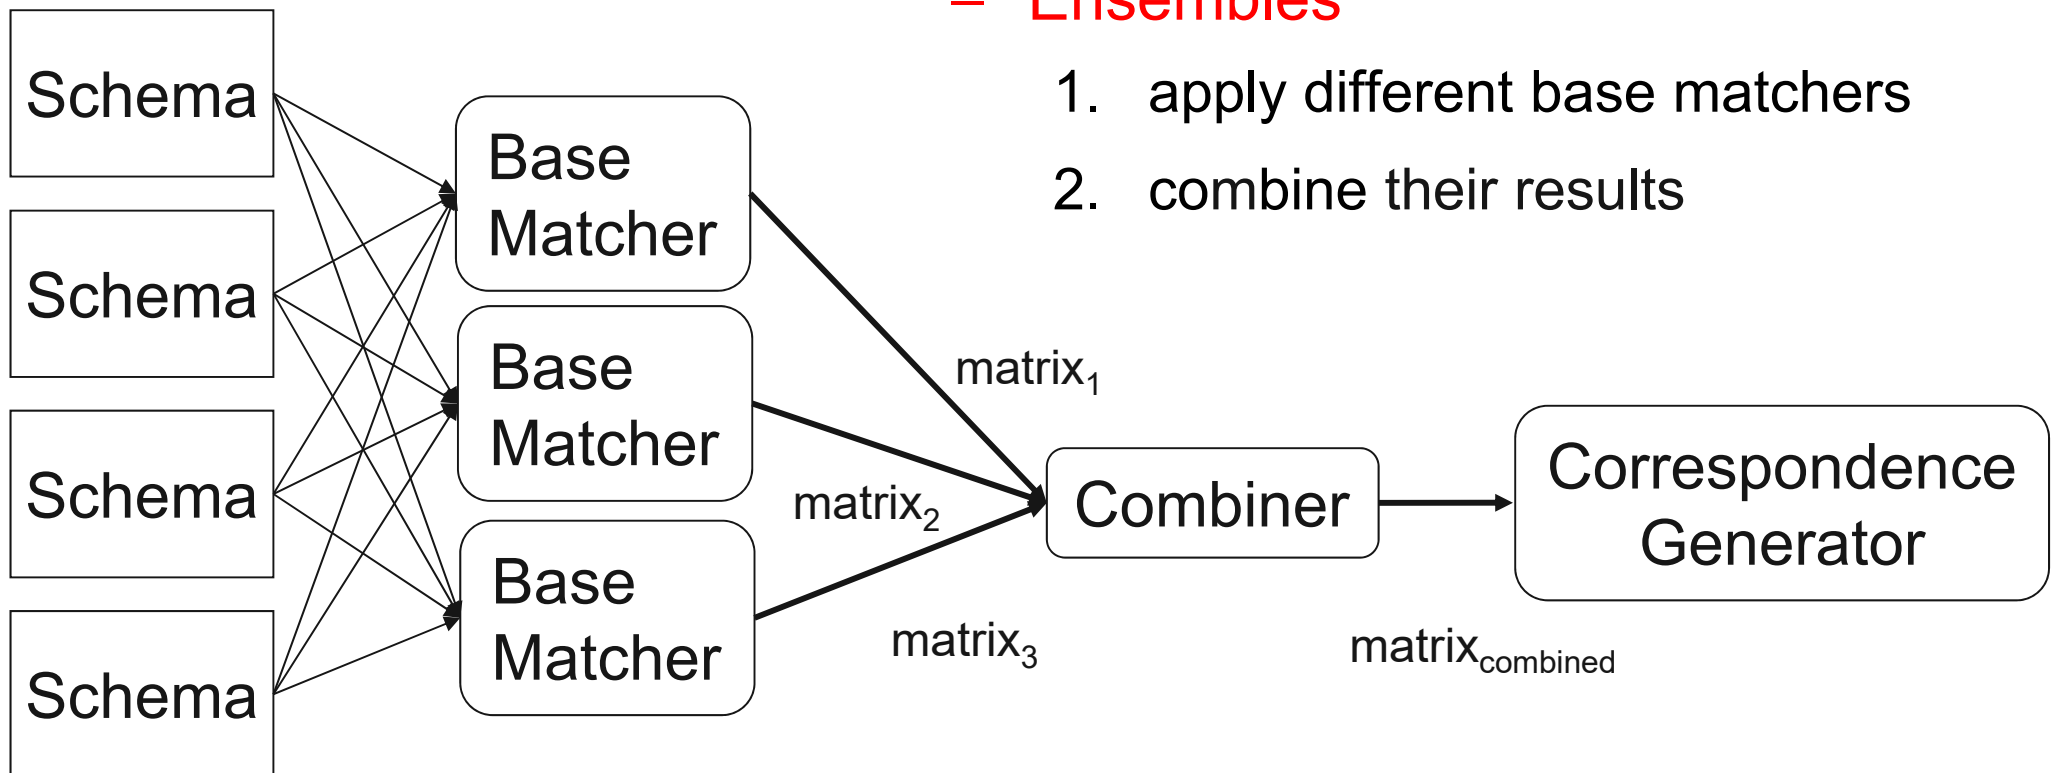 – Ensembles
1. apply different base matchers
2. combine their results
Schema
Schema
Schema
Schema
Base
Matcher
Base
Matcher
Base
Matcher
matrix₁
matrix₂
matrix₃
Combiner
matrix_combined
Correspondence
Generator